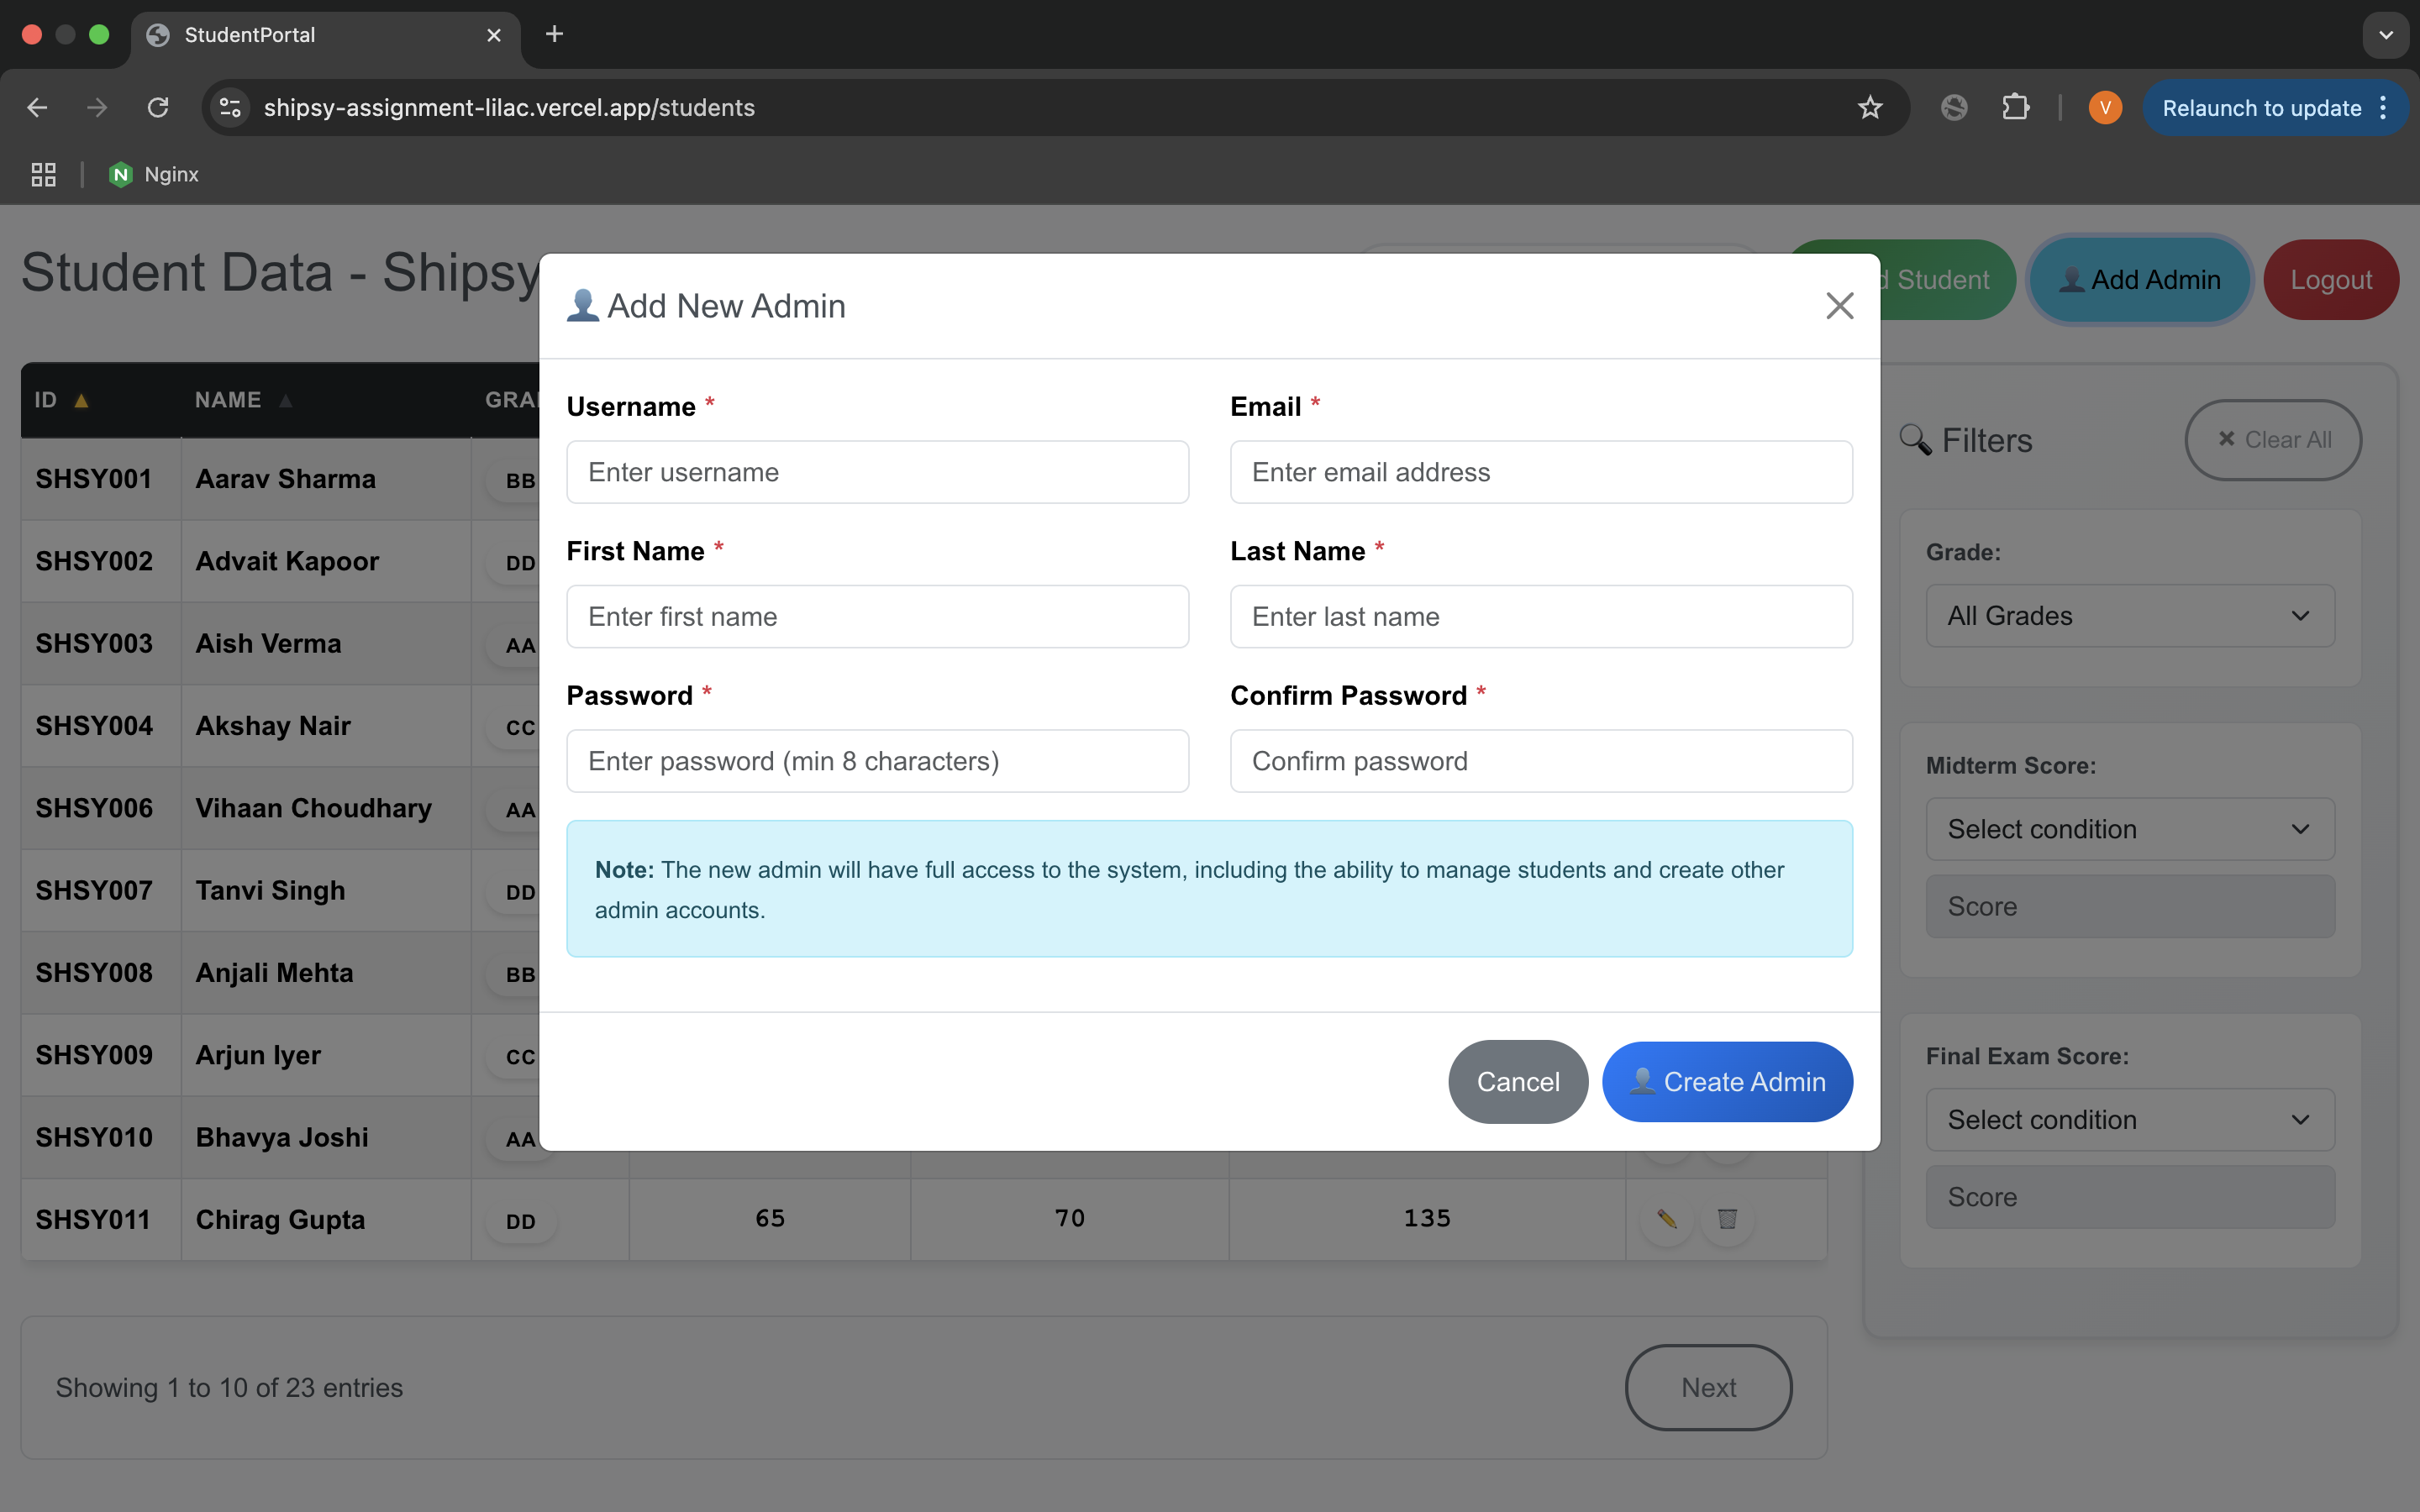 StudentPortal
shipsy-assignment-lilac.vercel.app/students
V
Relaunch to update
Nginx
Student Data - Shipsy
Student
Add Admin
Logout
Add New Admin
Username *
Email *
Enter username
Enter email address
First Name *
Last Name *
Enter first name
Enter last name
Password *
Confirm Password *
Enter password (min 8 characters)
Confirm password
Note: The new admin will have full access to the system, including the ability to manage students and create other
admin accounts.
Cancel
Create Admin
ID NAME
SHSY001 Aarav Sharma BB
SHSY002 Advait Kapoor DD
SHSY003 Aish Verma AA
SHSY004 Akshay Nair CC
SHSY006 Vihaan Choudhary AA
SHSY007 Tanvi Singh DD
SHSY008 Anjali Mehta BB
SHSY009 Arjun Iyer CC
SHSY010 Bhavya Joshi AA
SHSY011 Chirag Gupta DD 65 70 135
Showing 1 to 10 of 23 entries
Next
Filters
Clear All
Grade:
All Grades
Midterm Score:
Select condition
Score
Final Exam Score:
Select condition
Score